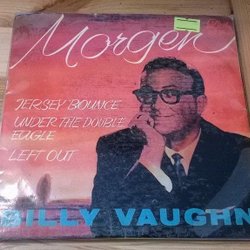 Morgen
JERSEY BOUNCE
UNDER THE DOUBLE
EAGLE
LEFT OUT
BILLY VAUGHN